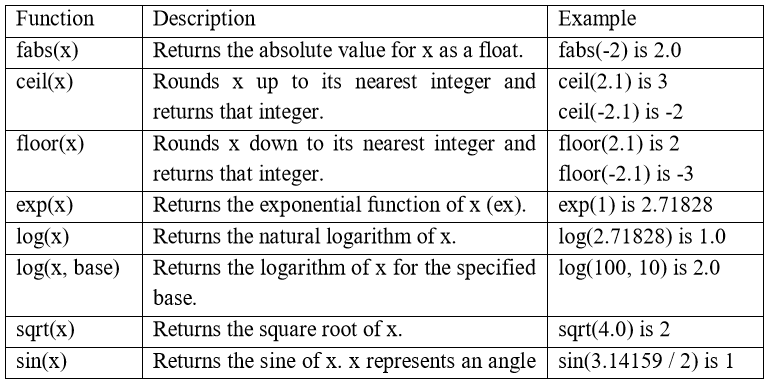 Function Description Example
fabs(x) Returns the absolute value for x as a float. fabs(-2) is 2.0
ceil(x) Rounds x up to its nearest integer and ceil(2.1) is 3
returns that integer. ceil(-2.1) is -2
floor(x) Rounds x down to its nearest integer and floor(2.1) is 2
returns that integer. floor(-2.1) is -3
exp(x) Returns the exponential function of x (ex). exp(1) is 2.71828
log(x) Returns the natural logarithm of x. log(2.71828) is 1.0
log(x, base) Returns the logarithm of x for the specified log(100, 10) is 2.0
base.
sqrt(x) Returns the square root of x. sqrt(4.0) is 2
sin(x) Returns the sine of x. x represents an angle sin(3.14159 / 2) is 1